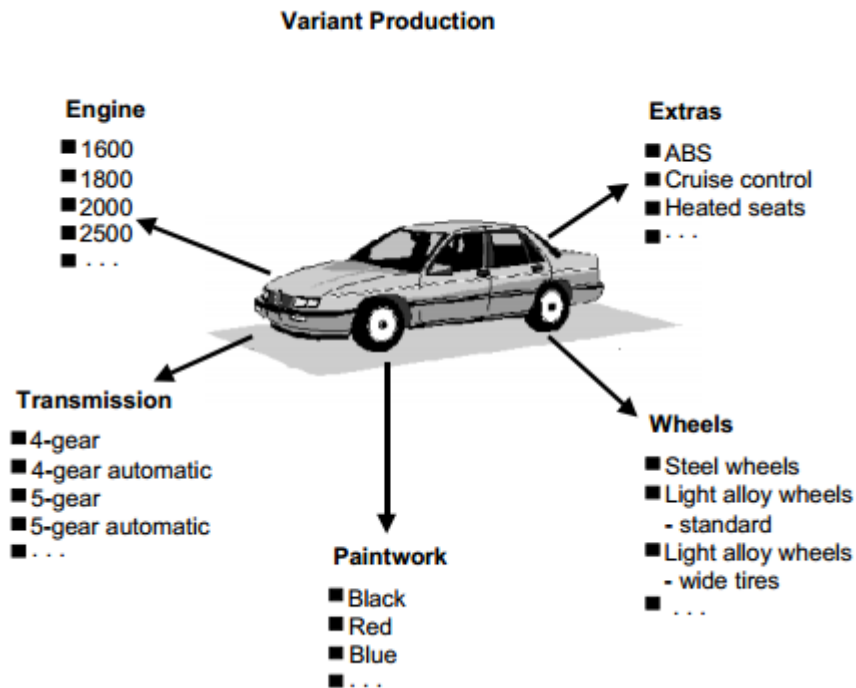 Variant Production
Engine
■ 1600
■ 1800
■ 2000
■ 2500
■ . . .
Extras
■ ABS
■ Cruise control
■ Heated seats
■ . . .
Transmission
■ 4-gear
■ 4-gear automatic
■ 5-gear
■ 5-gear automatic
■ . . .
Paintwork
■ Black
■ Red
■ Blue
■ . . .
Wheels
■ Steel wheels
■ Light alloy wheels
- standard
■ Light alloy wheels
- wide tires
■ . . .